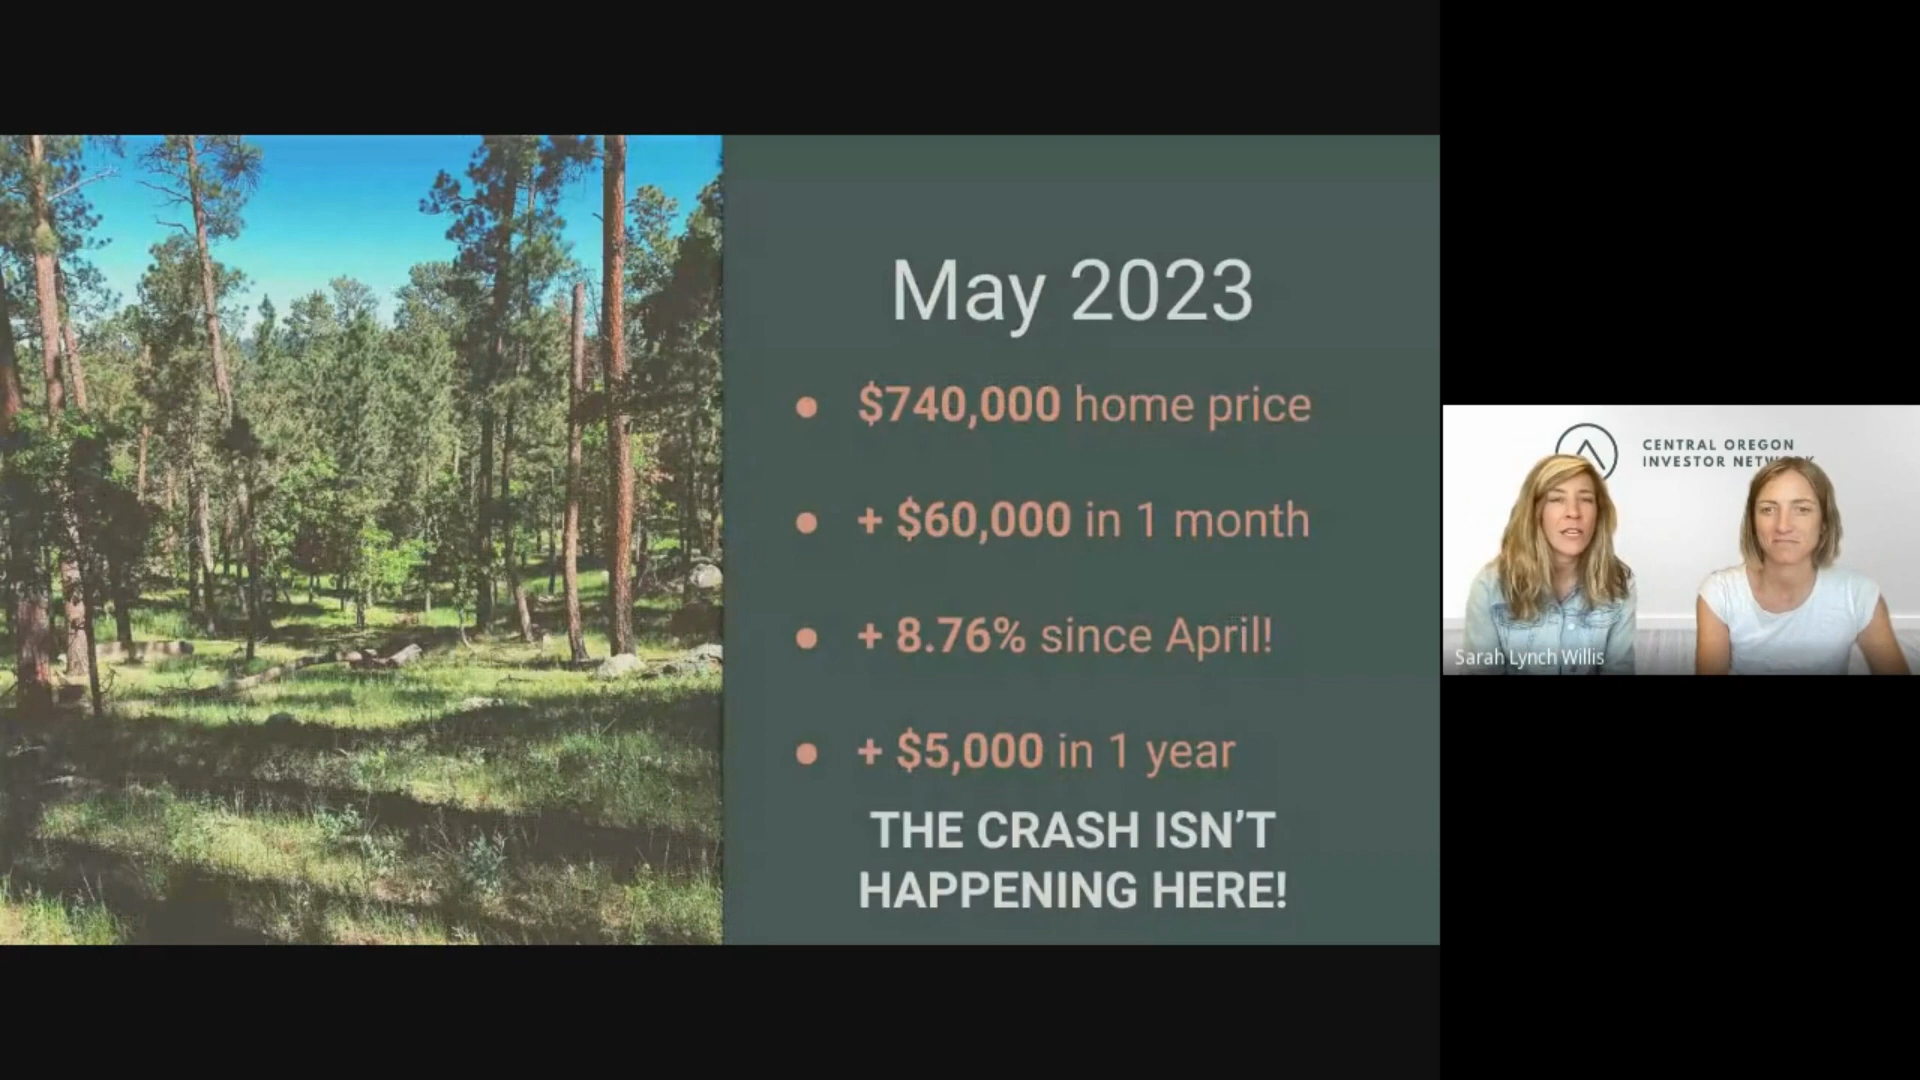 May 2023
● $740,000 home price
● + $60,000 in 1 month
● + 8.76% since April!
● + $5,000 in 1 year
THE CRASH ISN'T
HAPPENING HERE!
CENTRAL OREGON
INVESTOR NETWORK
Sarah Lynch Willis